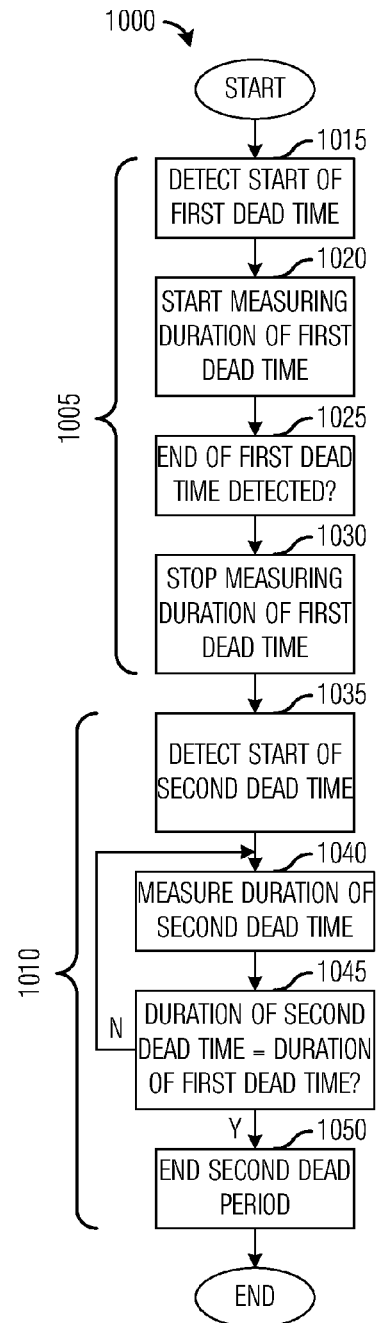 1000
START
1015
DETECT START OF
FIRST DEAD TIME
1020
START MEASURING
DURATION OF FIRST
DEAD TIME
1005
1025
END OF FIRST DEAD
TIME DETECTED?
1030
STOP MEASURING
DURATION OF FIRST
DEAD TIME
1035
DETECT START OF
SECOND DEAD TIME
1040
MEASURE DURATION OF
SECOND DEAD TIME
1010
1045
DURATION OF SECOND
DEAD TIME = DURATION
OF FIRST DEAD TIME?
N
Y
1050
END SECOND DEAD
PERIOD
END